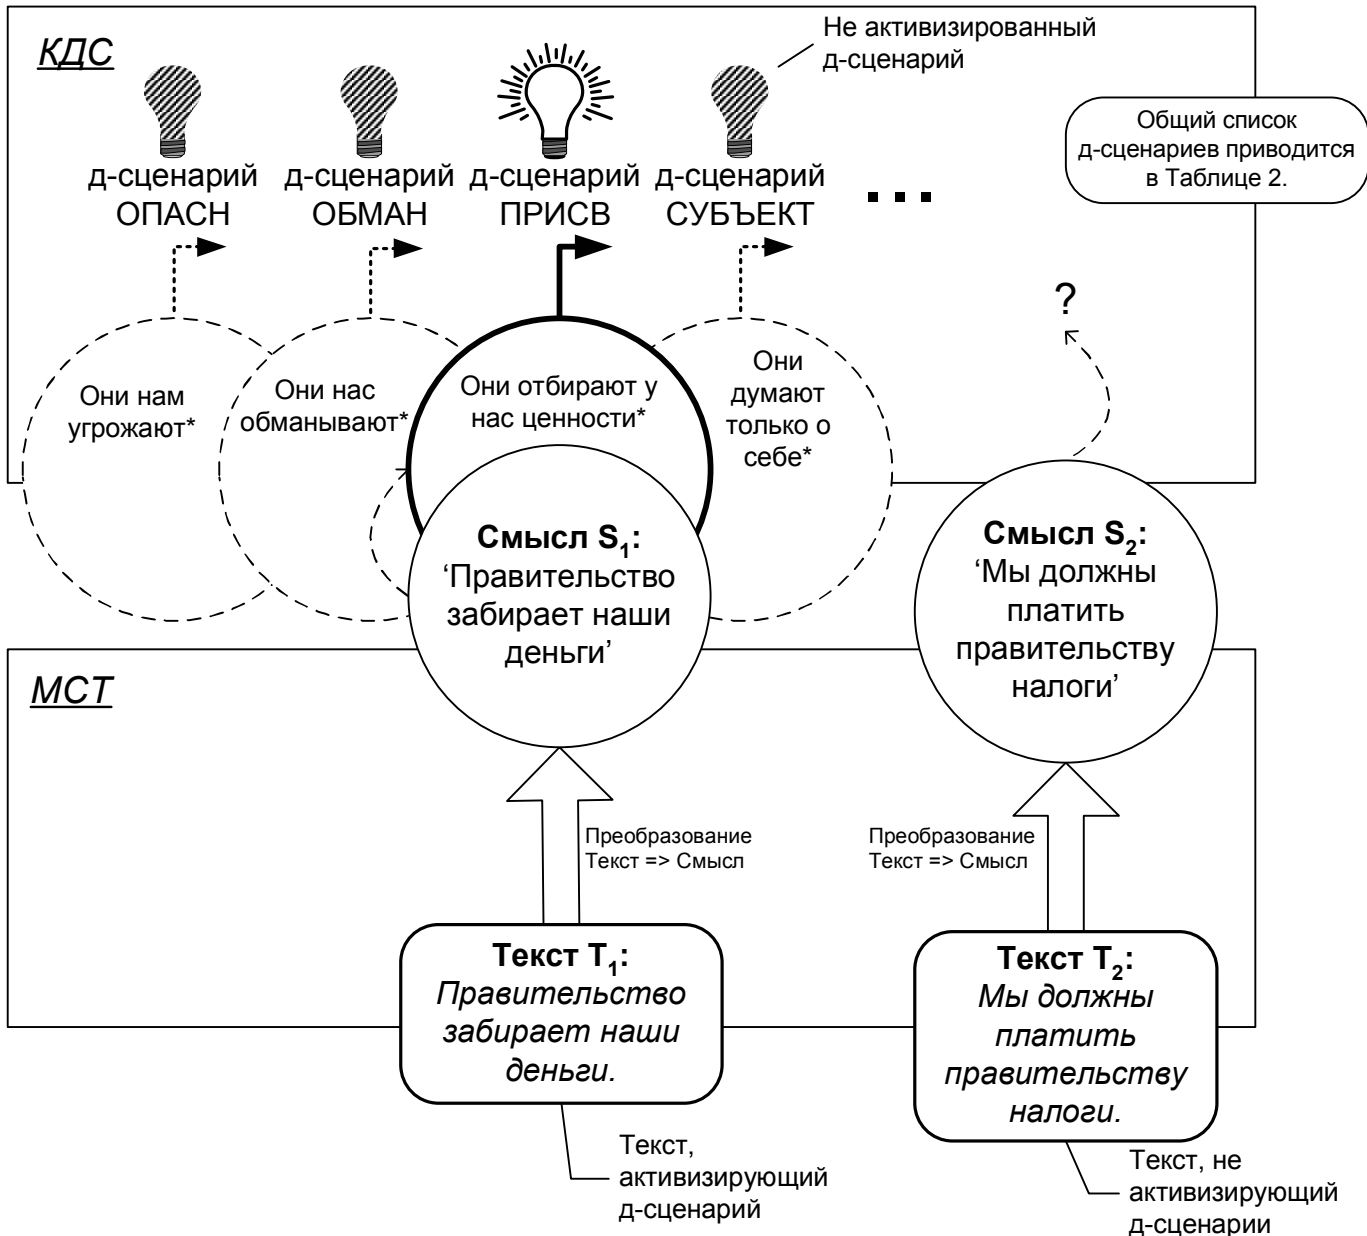 КДС
Не активизированный
д-сценарий
Общий список
д-сценариев приводится
в Таблице 2.
д-сценарий
ОПАСН
д-сценарий
ОБМАН
д-сценарий
ПРИСВ
д-сценарий
СУБЪЕКТ
...
?
Они нам
угрожают*
Они нас
обманывают*
Они отбирают у
нас ценности*
Они
думают
только о
себе*
Смысл S1:
‘Правительство
забирает наши
деньги’
Смысл S2:
‘Мы должны
платить
правительству
налоги’
МСТ
Преобразование
Текст => Смысл
Преобразование
Текст => Смысл
Текст T1:
Правительство
забирает наши
деньги.
Текст T2:
Мы должны
платить
правительству
налоги.
Текст,
активизирующий
д-сценарий
Текст, не
активизирующий
д-сценарии